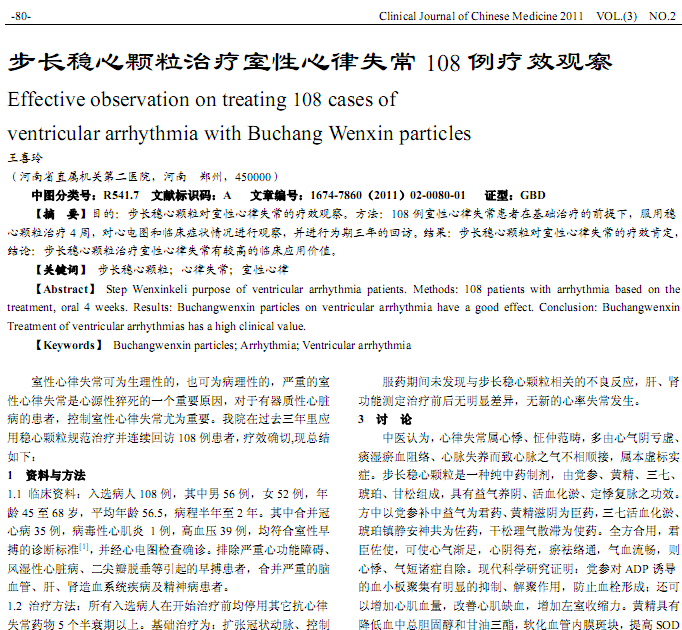 -80-
Clinical Journal of Chinese Medicine 2011 VOL.(3) NO.2
步长稳心颗粒治疗室性心律失常 108 例疗效观察
Effective observation on treating 108 cases of
ventricular arrhythmia with Buchang Wenxin particles
王喜玲
（河南省直属机关第二医院，河南 郑州，450000）
中图分类号：R541.7 文献标识码：A 文章编号：1674-7860（2011）02-0080-01 证型：GBD
【摘 要】目的：步长稳心颗粒对室性心律失常的疗效观察。方法：108 例室性心律失常患者在基础治疗的前提下，服用稳
心颗粒治疗 4 周，对心电图和临床症状情况进行观察，并进行为期三年的回访。结果：步长稳心颗粒对室性心律失常的疗效肯定，
结论：步长稳心颗粒治疗室性心律失常有较高的临床应用价值。
【关键词】 步长稳心颗粒；心律失常；室性心律
【Abstract】 Step Wenxinkeli purpose of ventricular arrhythmia patients. Methods: 108 patients with arrhythmia based on the
treatment, oral 4 weeks. Results: Buchangwenxin particles on ventricular arrhythmia have a good effect. Conclusion: Buchangwenxin
Treatment of ventricular arrhythmias has a high clinical value.
【Keywords】 Buchangwenxin particles; Arrhythmia; Ventricular arrhythmia
室性心律失常可为生理性的，也可为病理性的，严重的室
性心律失常是心源性猝死的一个重要原因，对于有器质性心脏
病的患者，控制室性心律失常尤为重要。我院在过去三年里应
用稳心颗粒规范治疗并连续回访 108 例患者，疗效确切,现总结
如下：
1 资料与方法
1.1 临床资料：入选病人 108 例，其中男 56 例，女 52 例，年
龄 45 至 68 岁，平均年龄 56.5，病程半年至 2 年。其中合并冠
心病 35 例，病毒性心肌炎 1 例，高血压 39 例，均符合室性早
搏的诊断标准[1]，并经心电图检查确诊。排除严重心功能障碍、
风湿性心脏病、二尖瓣脱垂等引起的早搏患者，合并严重的脑
血管、肝、肾造血系统疾病及精神病患者。
1.2 治疗方法：所有入选病人在开始治疗前均停用其它抗心律
失常药物 5 个半衰期以上。基础治疗为：扩张冠状动脉、控制
服药期间未发现与步长稳心颗粒相关的不良反应，肝、肾
功能测定治疗前后无明显差异，无新的心率失常发生。
3 讨 论
中医认为，心律失常属心悸、怔仲范畴，多由心气阴亏虚、
痰湿瘀血阻络、心脉失养而致心脉之气不相顺接，属本虚标实
症。步长稳心颗粒是一种纯中药制剂，由党参、黄精、三七、
琥珀、甘松组成，具有益气养阴、活血化淤、定悸复脉之功效。
方中以党参补中益气为君药、黄精滋阴为臣药，三七活血化淤、
琥珀镇静安神共为佐药，干松理气散滞为使药。全方合用，君
臣佐使，可使心气渐足，心阴得充，瘀祛络通，气血流畅，则
心悸、气短诸症自除。现代科学研究证明：党参对 ADP 诱导
的血小板聚集有明显的抑制、解聚作用，防止血栓形成；还可
以增加心肌血量，改善心肌缺血，增加左室收缩力。黄精具有
降低血中总胆固醇和甘油三酯，软化血管内膜斑块，提高 SOD